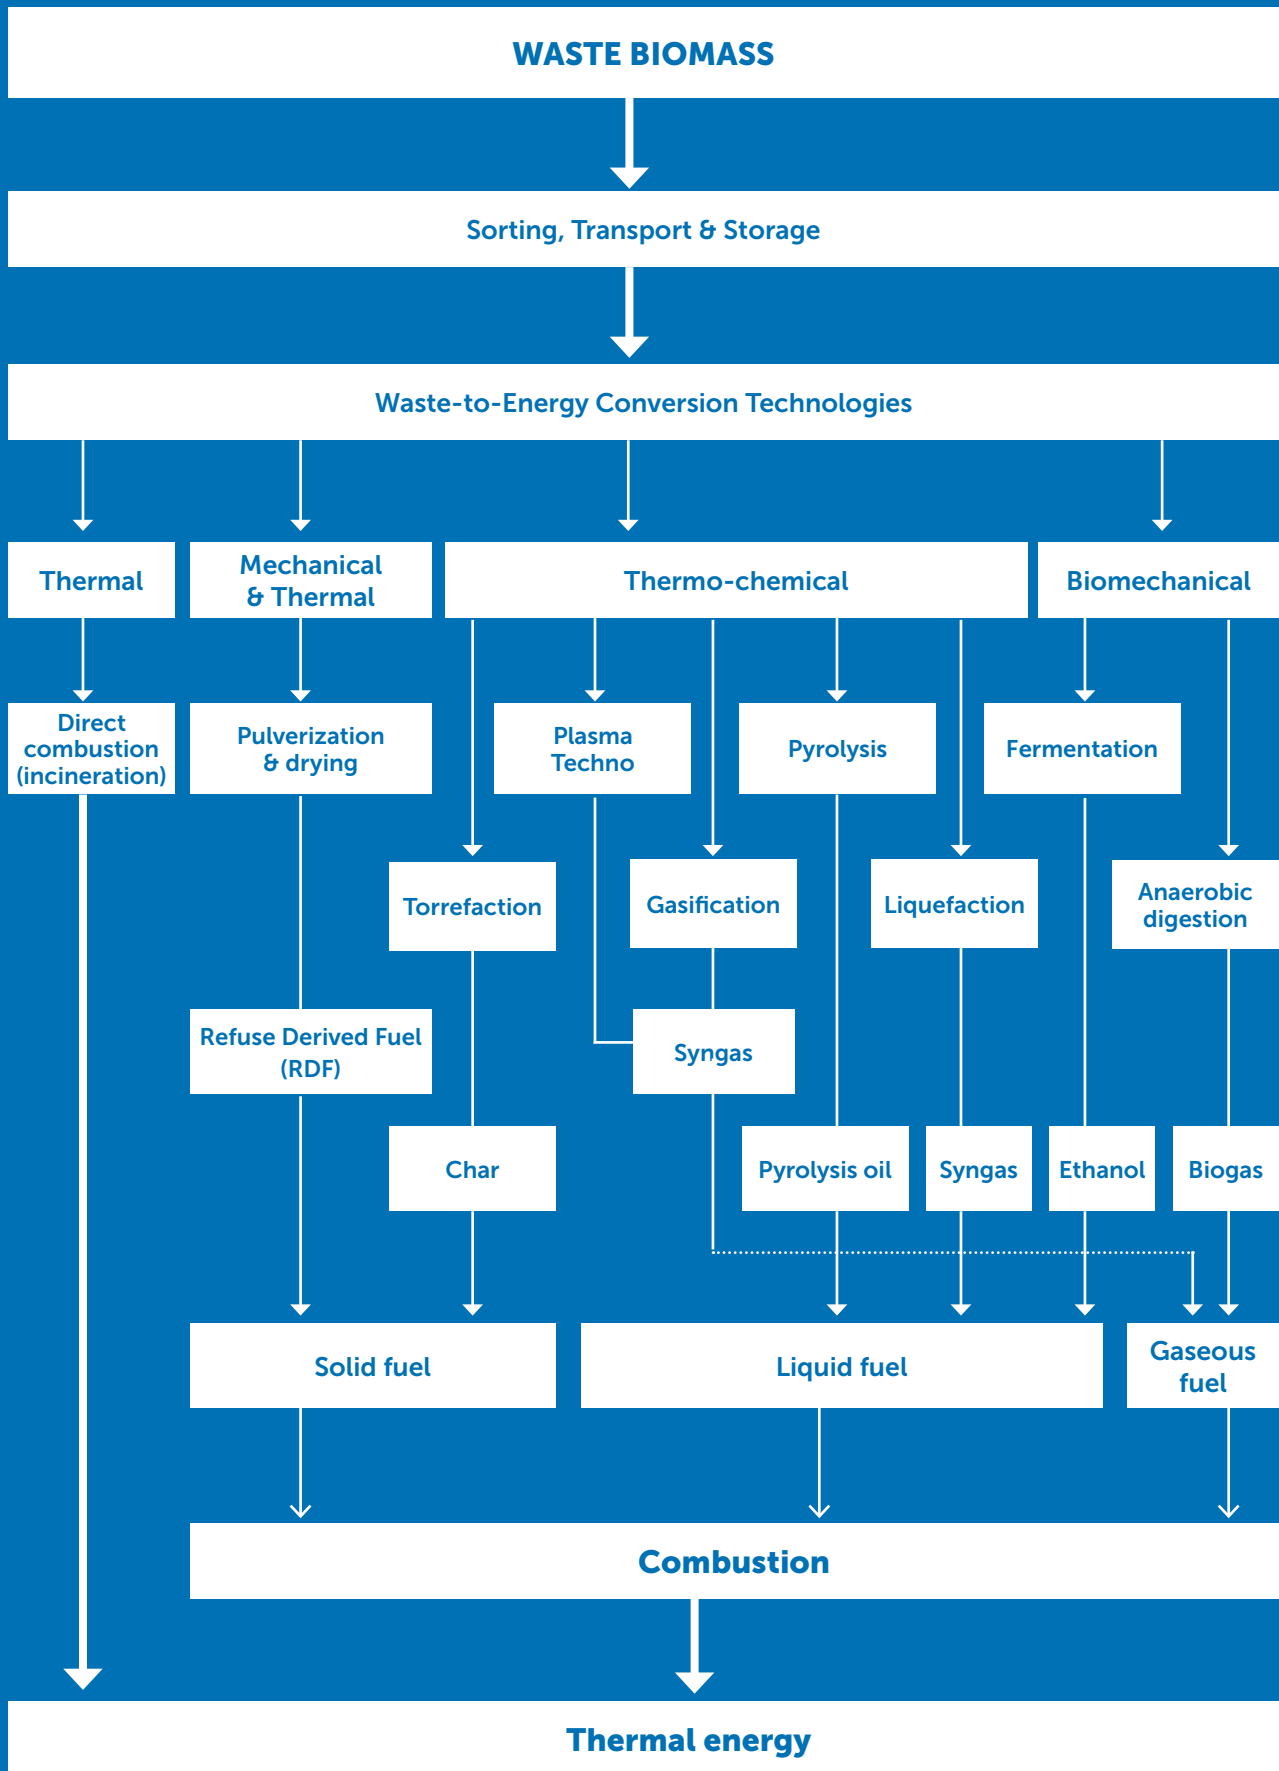 WASTE BIOMASS
Sorting, Transport & Storage
Waste-to-Energy Conversion Technologies
Thermal
Mechanical
& Thermal
Thermo-chemical
Biomechanical
Direct
combustion
(incineration)
Pulverization
& drying
Plasma
Techno
Pyrolysis
Fermentation
Torrefaction
Gasification
Liquefaction
Anaerobic
digestion
Refuse Derived Fuel
(RDF)
Syngas
Char
Pyrolysis oil
Syngas
Ethanol
Biogas
Solid fuel
Liquid fuel
Gaseous
fuel
Combustion
Thermal energy